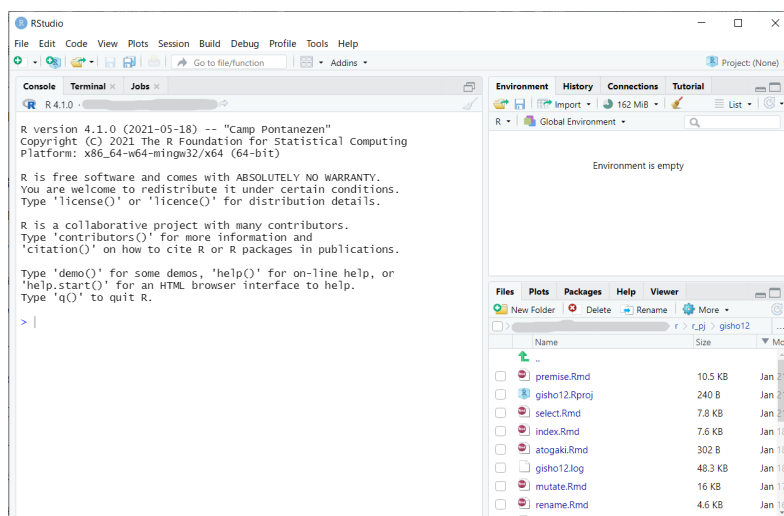 RStudio
File Edit Code View Plots Session Build Debug Profile Tools Help
Go to file/function Addins Project: (None)
Console Terminal Jobs
R 4.1.0 ·
R version 4.1.0 (2021-05-18) -- "Camp Pontanezen"
Copyright (C) 2021 The R Foundation for Statistical Computing
Platform: x86_64-w64-mingw32/x64 (64-bit)
R is free software and comes with ABSOLUTELY NO WARRANTY.
You are welcome to redistribute it under certain conditions.
Type 'license()' or 'licence()' for distribution details.
R is a collaborative project with many contributors.
Type 'contributors()' for more information and
'citation()' on how to cite R or R packages in publications.
Type 'demo()' for some demos, 'help()' for on-line help, or
'help.start()' for an HTML browser interface to help.
Type 'q()' to quit R.
>
Environment History Connections Tutorial
Import 162 MiB List
R Global Environment
Environment is empty
Files Plots Packages Help Viewer
New Folder Delete Rename More
r > r_pj > gisho12 ...
Name Size Mo
..
premise.Rmd 10.5 KB Jan 2
gisho12.Rproj 240 B Jan 2
select.Rmd 7.8 KB Jan 2
index.Rmd 7.6 KB Jan 18
atogaki.Rmd 302 B Jan 18
gisho12.log 48.3 KB Jan 18
mutate.Rmd 16 KB Jan 17
rename.Rmd 4.6 KB Jan 16